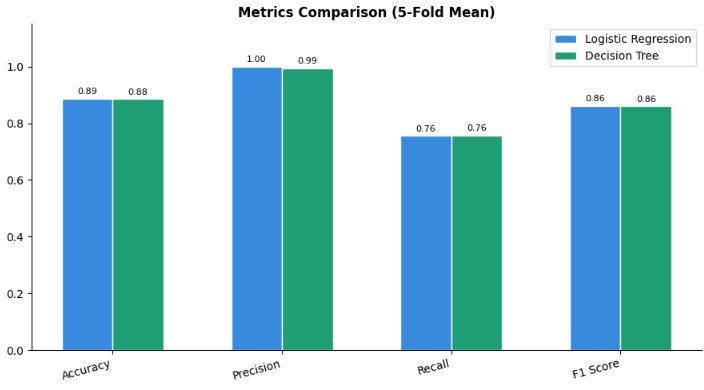 Metrics Comparison (5-Fold Mean)
Logistic Regression
Decision Tree
1.0
0.8
0.6
0.4
0.2
0.0
0.89
0.88
1.00
0.99
0.76
0.76
0.86
0.86
Accuracy
Precision
Recall
F1 Score